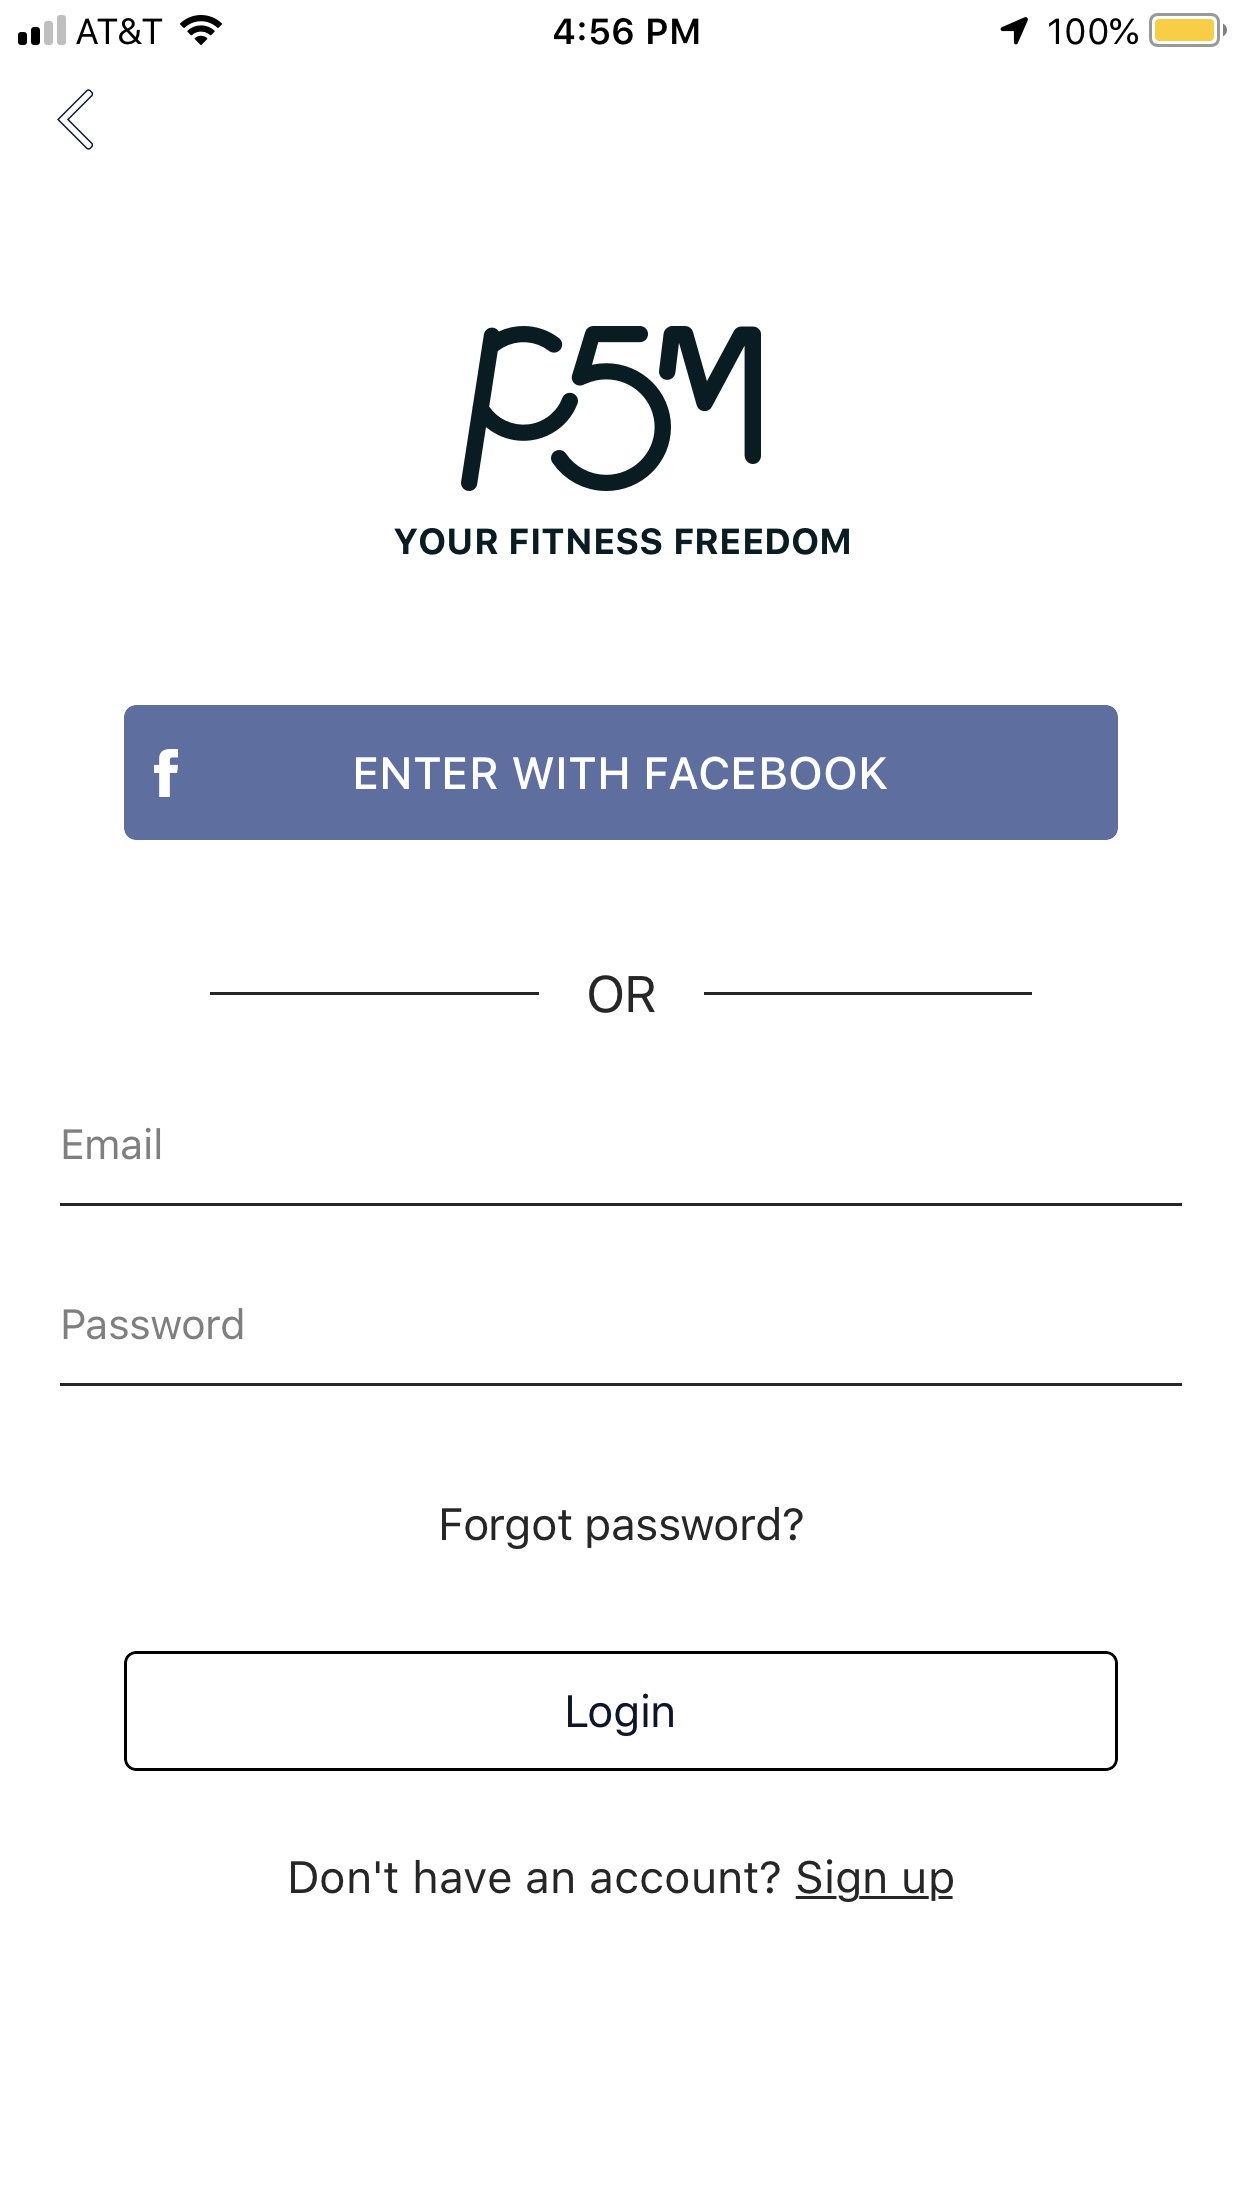 AT&T 4:56 PM 100%
P5M
YOUR FITNESS FREEDOM
f ENTER WITH FACEBOOK
OR
Email
Password
Forgot password?
Login
Don't have an account? Sign up